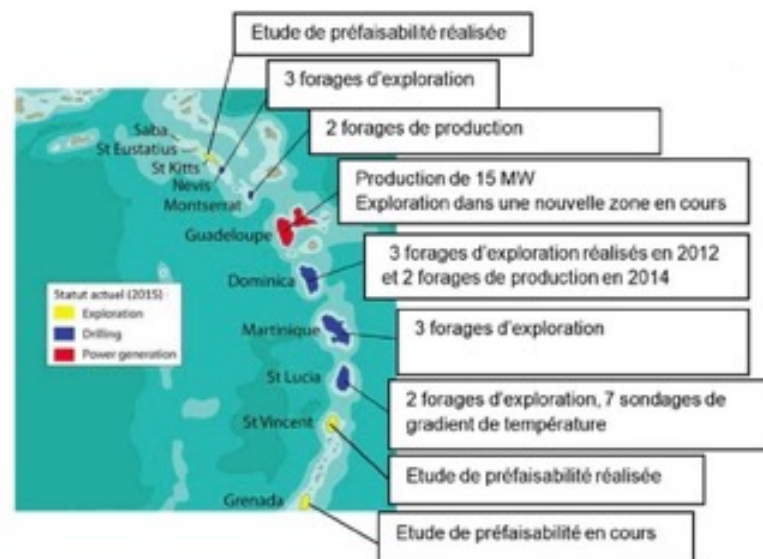 Etude de préfaisabilité réalisée
3 forages d'exploration
2 forages de production
Production de 15 MW
Exploration dans une nouvelle zone en cours
3 forages d'exploration réalisés en 2012
et 2 forages de production en 2014
3 forages d'exploration
2 forages d'exploration, 7 sondages de
gradient de température
Etude de préfaisabilité réalisée
Etude de préfaisabilité en cours
Saba
St Eustatius
St Kitts
Nevis
Montserrat
Guadeloupe
Dominica
Martinique
St Lucia
St Vincent
Grenada
Statut actuel (2015)
Exploration
Drilling
Power generation